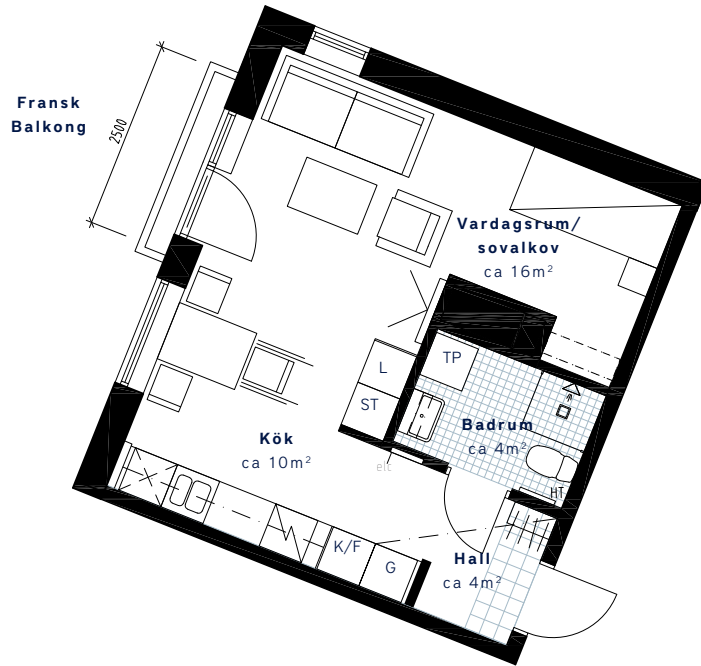 Fransk
Balkong
2500
Vardagsrum/
sovalkov
ca 16m²
L
ST
TP
Badrum
ca 4m²
Kök
ca 10m²
elc
HT
K/F
G
Hall
ca 4m²